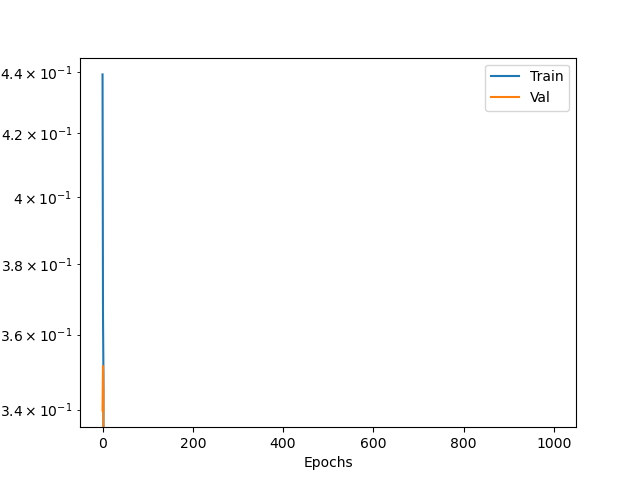 Train
Val
4.4 × 10⁻¹
4.2 × 10⁻¹
4 × 10⁻¹
3.8 × 10⁻¹
3.6 × 10⁻¹
3.4 × 10⁻¹
0 200 400 600 800 1000
Epochs